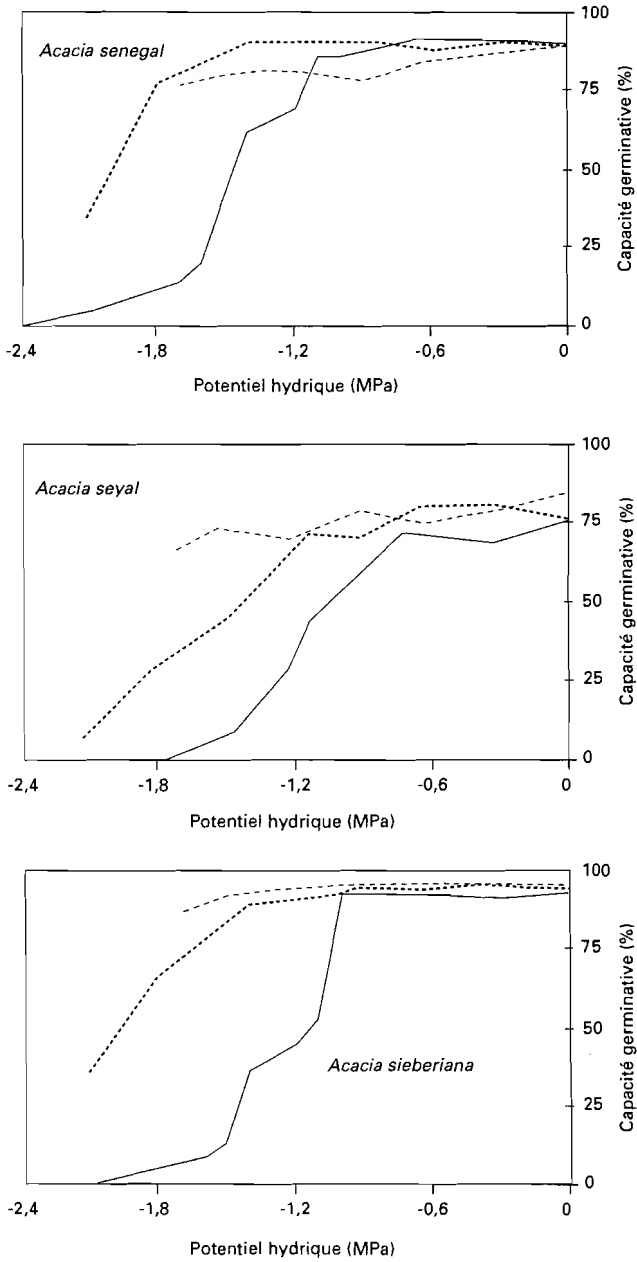 Acacia senegal
100
75
50
25
0
Capacité germinative (%)
-2,4 -1,8 -1,2 -0,6 0
Potentiel hydrique (MPa)
Acacia seyal
100
75
50
25
0
Capacité germinative (%)
-2,4 -1,8 -1,2 -0,6 0
Potentiel hydrique (MPa)
Acacia sieberiana
100
75
50
25
0
Capacité germinative (%)
-2,4 -1,8 -1,2 -0,6 0
Potentiel hydrique (MPa)